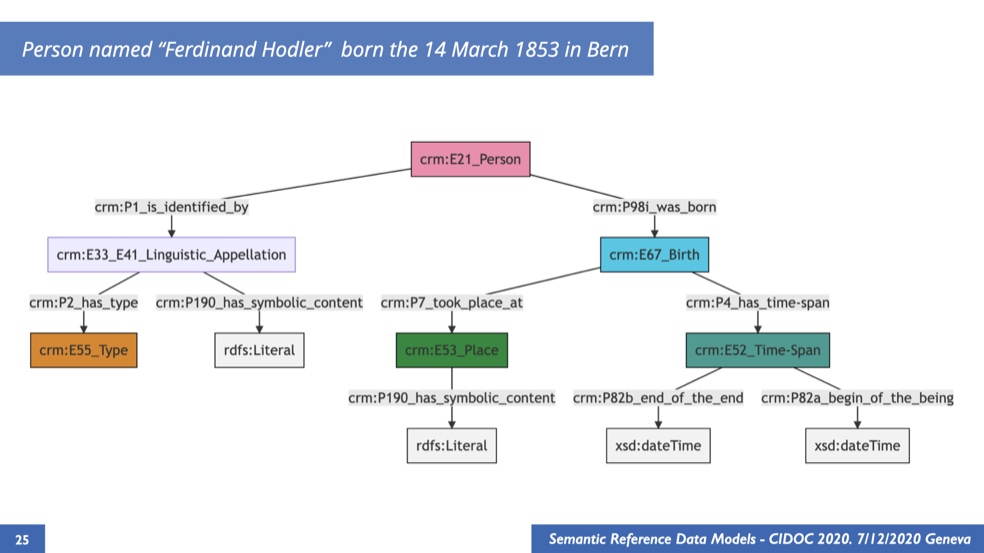 Person named “Ferdinand Hodler” born the 14 March 1853 in Bern
crm:E21_Person
crm:P1_is_identified_by
crm:P98i_was_born
crm:E33_E41_Linguistic_Appellation
crm:E67_Birth
crm:P2_has_type
crm:P190_has_symbolic_content
crm:P7_took_place_at
crm:P4_has_time-span
crm:E55_Type
rdfs:Literal
crm:E53_Place
crm:E52_Time-Span
crm:P190_has_symbolic_content
crm:P82b_end_of_the_end
crm:P82a_begin_of_the_being
rdfs:Literal
xsd:dateTime
xsd:dateTime
25
Semantic Reference Data Models - CIDOC 2020. 7/12/2020 Geneva